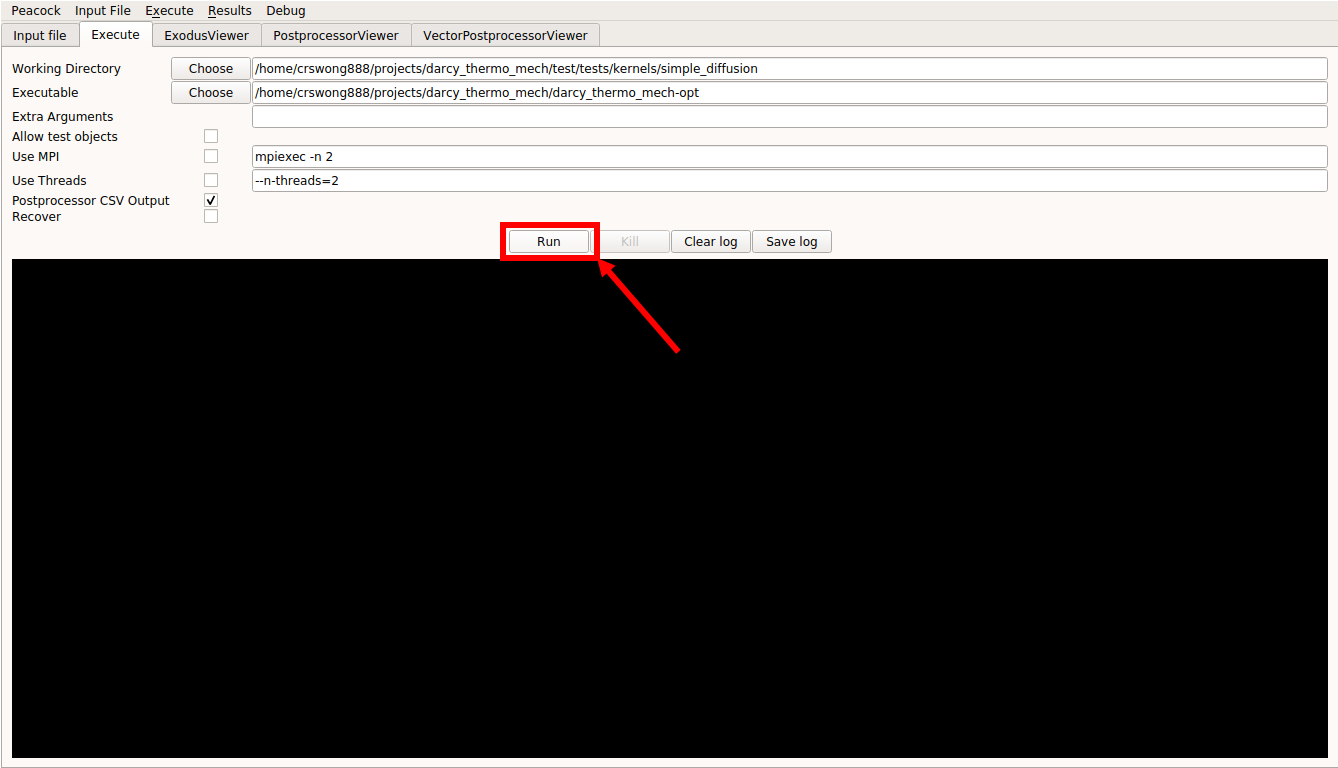 Peacock Input File Execute Results Debug
Input file Execute ExodusViewer PostprocessorViewer VectorPostprocessorViewer
Working Directory Choose /home/crswong888/projects/darcy_thermo_mech/test/tests/kernels/simple_diffusion
Executable Choose /home/crswong888/projects/darcy_thermo_mech/darcy_thermo_mech-opt
Extra Arguments
Allow test objects
Use MPI mpiexec -n 2
Use Threads --n-threads=2
Postprocessor CSV Output
Recover
Run Kill Clear log Save log